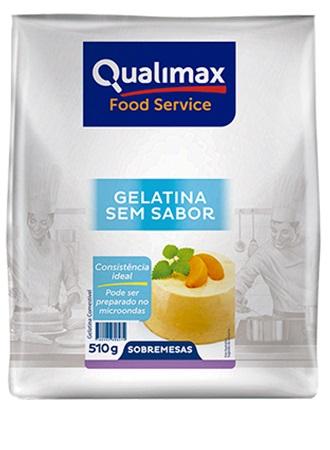 Qualimax
Food Service
GELATINA
SEM SABOR
Consistência
ideal
Pode ser
preparado no
microondas
Gelatina Comestível
510g
SOBREMESAS